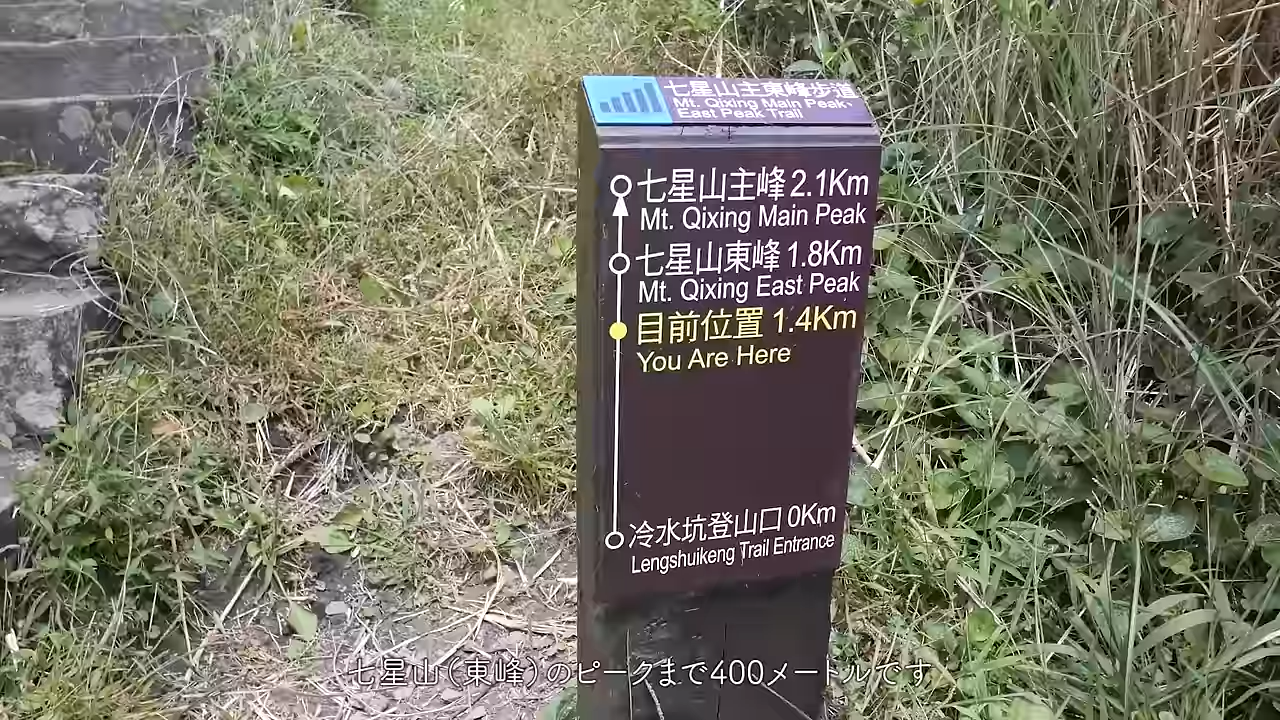 七星山主東峰步道
Mt. Qixing Main Peak、
East Peak Trail
七星山主峰 2.1Km
Mt. Qixing Main Peak
七星山東峰 1.8Km
Mt. Qixing East Peak
目前位置 1.4Km
You Are Here
冷水坑登山口 0Km
Lengshuikeng Trail Entrance
七星山（東峰）のピークまで400メートルです